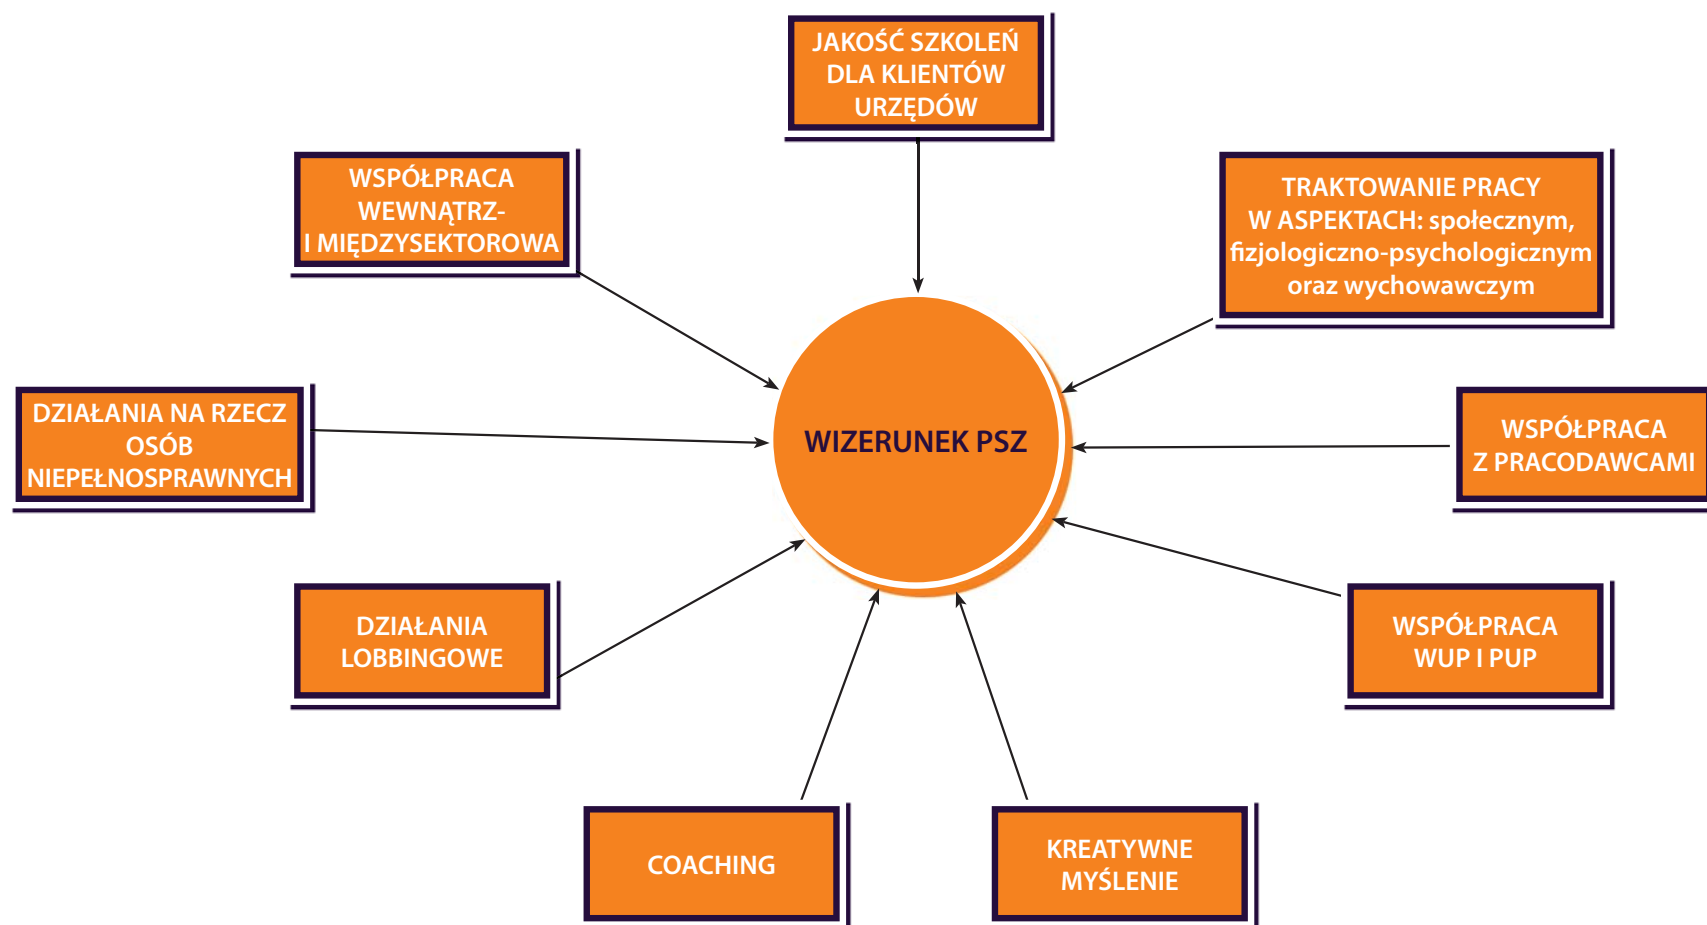 JAKOŚĆ SZKOLEŃ
DLA KLIENTÓW
URZĘDÓW
WSPÓŁPRACA
WEWNĄTRZ-
I MIĘDZYSEKTOROWA
TRAKTOWANIE PRACY
W ASPEKTACH: społecznym,
fizjologiczno-psychologicznym
oraz wychowawczym
DZIAŁANIA NA RZECZ
OSÓB
NIEPEŁNOSPRAWNYCH
WIZERUNEK PSZ
WSPÓŁPRACA
Z PRACODAWCAMI
DZIAŁANIA
LOBBINGOWE
WSPÓŁPRACA
WUP I PUP
COACHING
KREATYWNE
MYŚLENIE